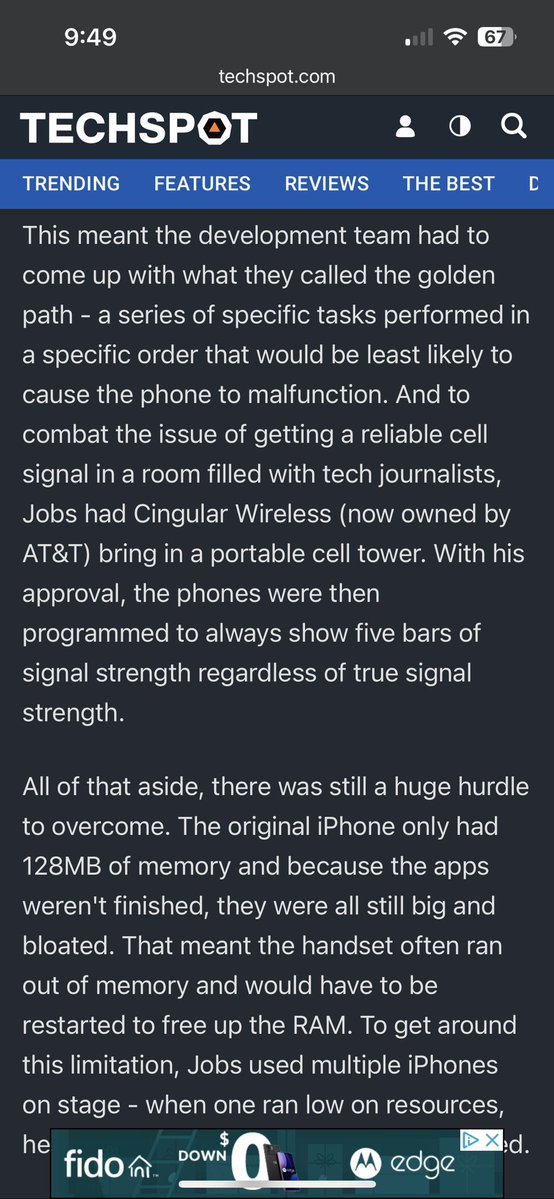 9:49
67
techspot.com
TECHSPOT
TRENDING FEATURES REVIEWS THE BEST D
This meant the development team had to
come up with what they called the golden
path - a series of specific tasks performed in
a specific order that would be least likely to
cause the phone to malfunction. And to
combat the issue of getting a reliable cell
signal in a room filled with tech journalists,
Jobs had Cingular Wireless (now owned by
AT&T) bring in a portable cell tower. With his
approval, the phones were then
programmed to always show five bars of
signal strength regardless of true signal
strength.
All of that aside, there was still a huge hurdle
to overcome. The original iPhone only had
128MB of memory and because the apps
weren't finished, they were all still big and
bloated. That meant the handset often ran
out of memory and would have to be
restarted to free up the RAM. To get around
this limitation, Jobs used multiple iPhones
on stage - when one ran low on resources,
he ed.
fido DOWN $0 edge